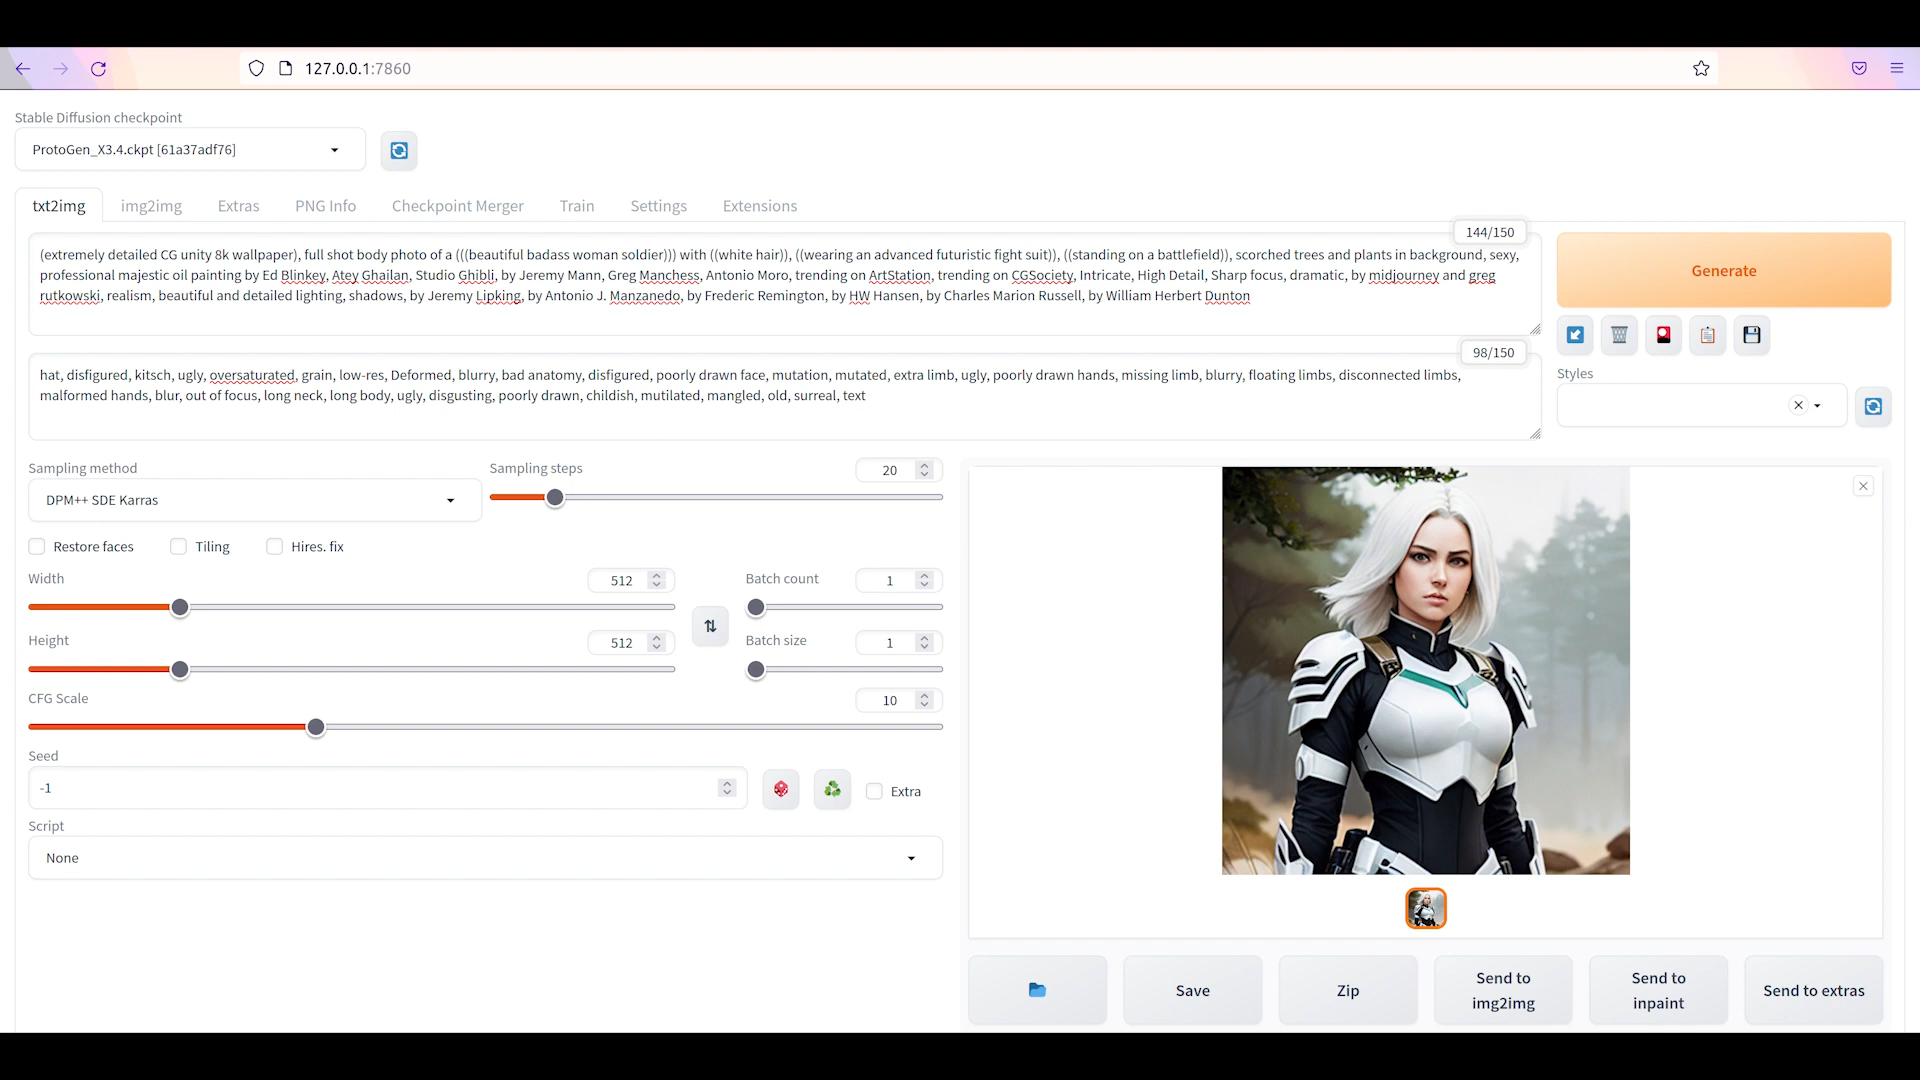 127.0.0.1:7860
Stable Diffusion checkpoint
ProtoGen_X3.4.ckpt [61a37adf76]
txt2img img2img Extras PNG Info Checkpoint Merger Train Settings Extensions
144/150
(extremely detailed CG unity 8k wallpaper), full shot body photo of a (((beautiful badass woman soldier))) with ((white hair)), ((wearing an advanced futuristic fight suit)), ((standing on a battlefield)), scorched trees and plants in background, sexy,
professional majestic oil painting by Ed Blinkey, Atey Ghailan, Studio Ghibli, by Jeremy Mann, Greg Manchess, Antonio Moro, trending on ArtStation, trending on CGSociety, Intricate, High Detail, Sharp focus, dramatic, by midjourney and greg
rutkowski, realism, beautiful and detailed lighting, shadows, by Jeremy Lipking, by Antonio J. Manzanedo, by Frederic Remington, by HW Hansen, by Charles Marion Russell, by William Herbert Dunton
Generate
98/150
hat, disfigured, kitsch, ugly, oversaturated, grain, low-res, Deformed, blurry, bad anatomy, disfigured, poorly drawn face, mutation, mutated, extra limb, ugly, poorly drawn hands, missing limb, blurry, floating limbs, disconnected limbs,
malformed hands, blur, out of focus, long neck, long body, ugly, disgusting, poorly drawn, childish, mutilated, mangled, old, surreal, text
Styles
Sampling method
DPM++ SDE Karras
Sampling steps
20
Restore faces Tiling Hires. fix
Width
512
Batch count
1
Height
512
Batch size
1
CFG Scale
10
Seed
-1
Extra
Script
None
Save
Zip
Send to
img2img
Send to
inpaint
Send to extras